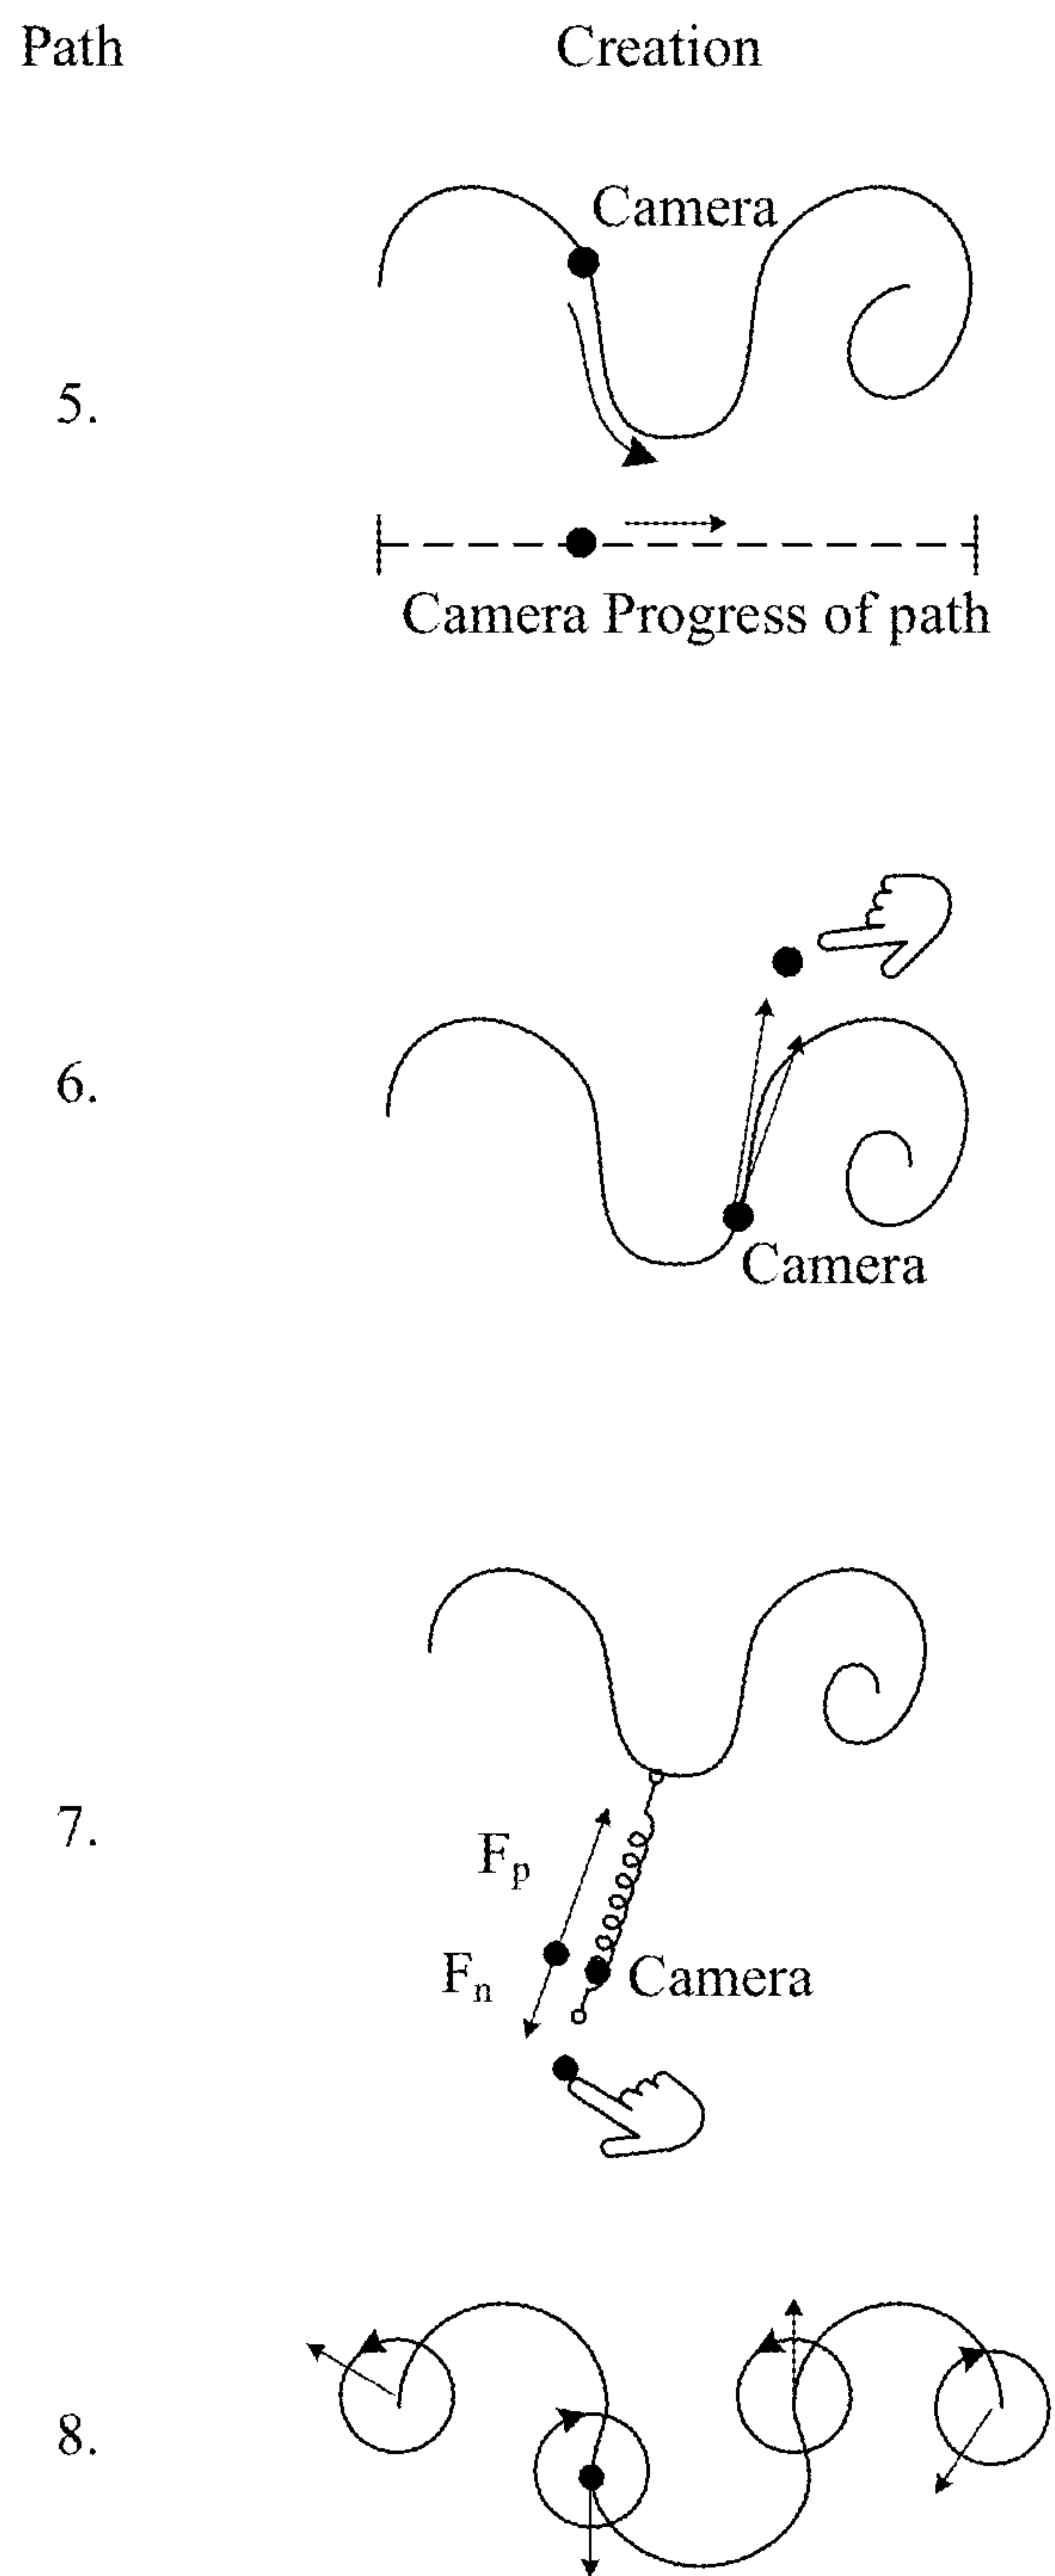 Path Creation
Camera
5.
Camera Progress of path
6.
Camera
7.
Fp
Fn
Camera
8.